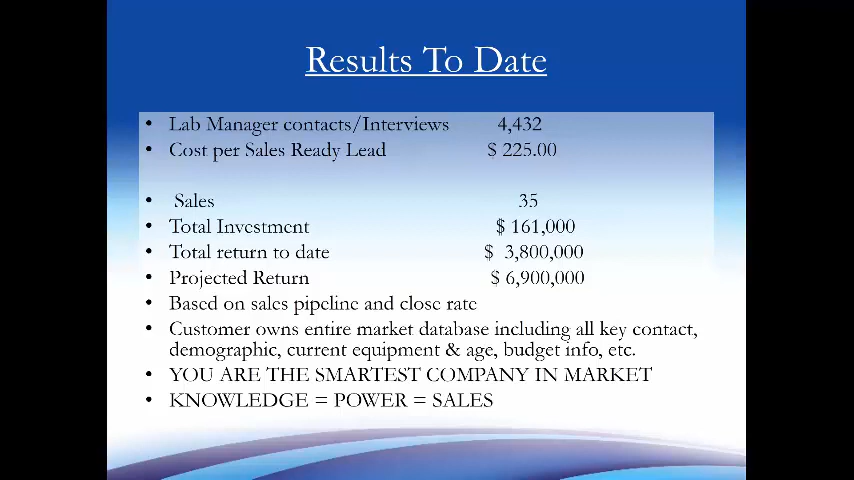 Results To Date
• Lab Manager contacts/Interviews 4,432
• Cost per Sales Ready Lead $ 225.00
• Sales 35
• Total Investment $ 161,000
• Total return to date $ 3,800,000
• Projected Return $ 6,900,000
• Based on sales pipeline and close rate
• Customer owns entire market database including all key contact,
demographic, current equipment & age, budget info, etc.
• YOU ARE THE SMARTEST COMPANY IN MARKET
• KNOWLEDGE = POWER = SALES